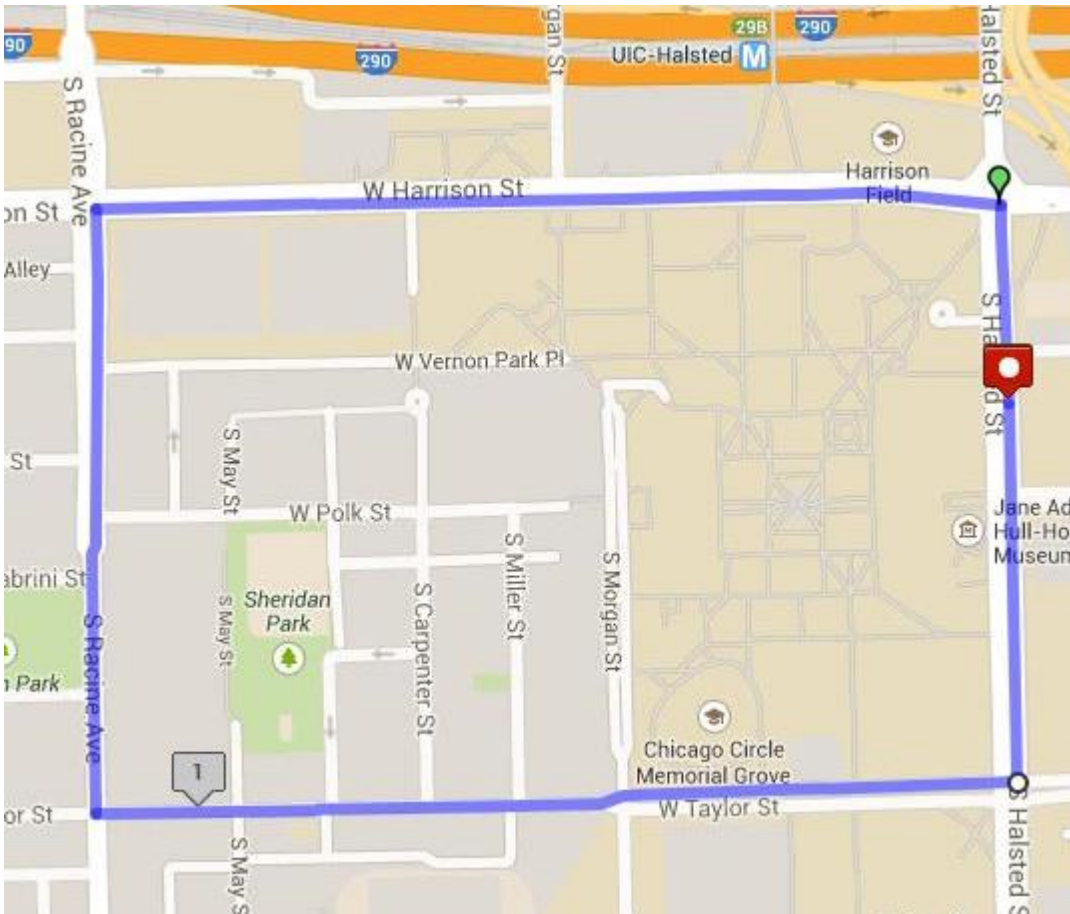 90
rgan St
29B
290
290
UIC-Halsted M
Halsted St
S Racine Ave
Harrison
Field
W Harrison St
on St
Alley
S Ha
ed St
W Vernon Park Pl
St
S May St
W Polk St
Jane Ad
Hull-Ho
Museum
S Miller St
S Morgan St
abrini St
S Carpenter St
Sheridan
Park
S May St
S Racine Ave
n Park
Chicago Circle
Memorial Grove
1
or St
W Taylor St
S Halsted S
S May S